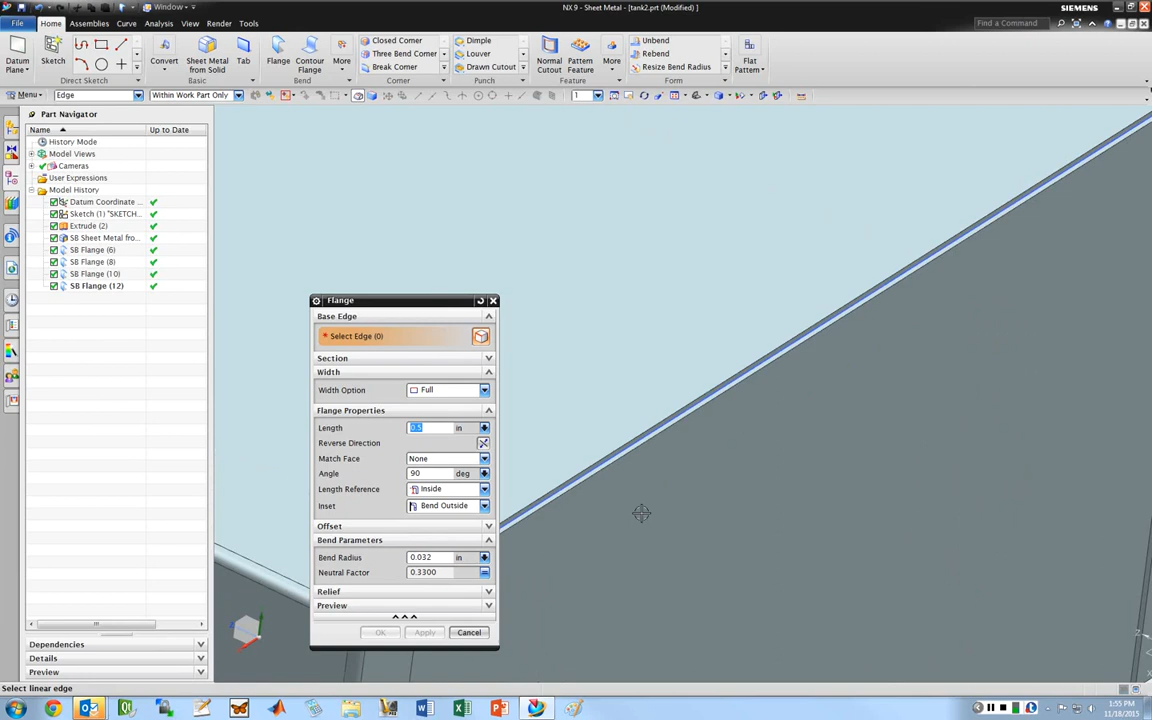 Window
NX 9 - Sheet Metal - [tank2.prt (Modified) ]
SIEMENS
File
Home
Assemblies
Curve
Analysis
View
Render
Tools
Find a Command
Datum Plane
Sketch
Direct Sketch
Convert
Sheet Metal from Solid
Tab
Basic
Flange
Contour Flange
More
Bend
Closed Corner
Three Bend Corner
Break Corner
Corner
Dimple
Louver
Drawn Cutout
Punch
Normal Cutout
Pattern Feature
More
Feature
Unbend
Rebend
Resize Bend Radius
Form
Flat Pattern
Menu
Edge
Within Work Part Only
1
Part Navigator
Name
Up to Date
History Mode
Model Views
Cameras
User Expressions
Model History
Datum Coordinate ...
Sketch (1) "SKETCH...
Extrude (2)
SB Sheet Metal fro...
SB Flange (6)
SB Flange (8)
SB Flange (10)
SB Flange (12)
Dependencies
Details
Preview
Flange
Base Edge
* Select Edge (0)
Section
Width
Width Option
Full
Flange Properties
Length
0.5
in
Reverse Direction
Match Face
None
Angle
90
deg
Length Reference
Inside
Inset
Bend Outside
Offset
Bend Parameters
Bend Radius
0.032
in
Neutral Factor
0.3300
Relief
Preview
OK
Apply
Cancel
Z
Select linear edge
1:55 PM
11/18/2015